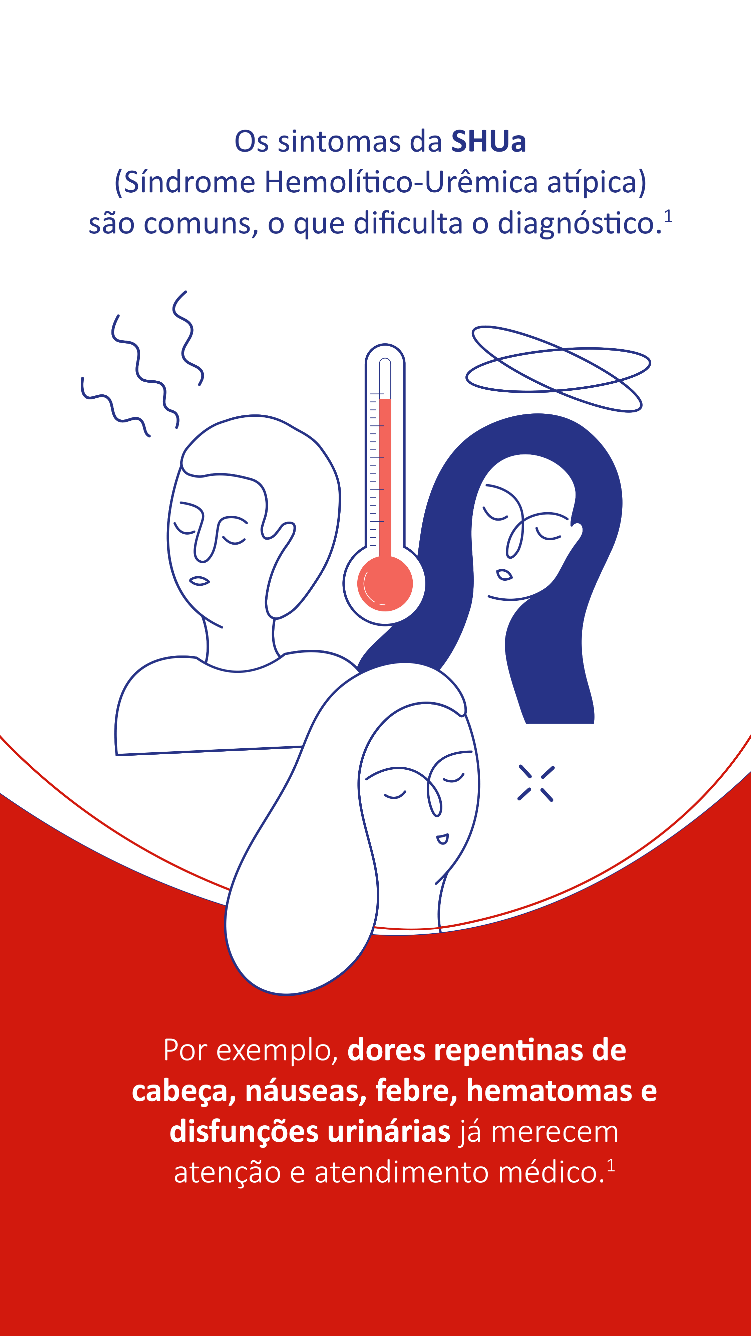 Os sintomas da SHUa
(Síndrome Hemolítico-Urêmica atípica)
são comuns, o que dificulta o diagnóstico.¹
Por exemplo, dores repentinas de
cabeça, náuseas, febre, hematomas e
disfunções urinárias já merecem
atenção e atendimento médico.¹